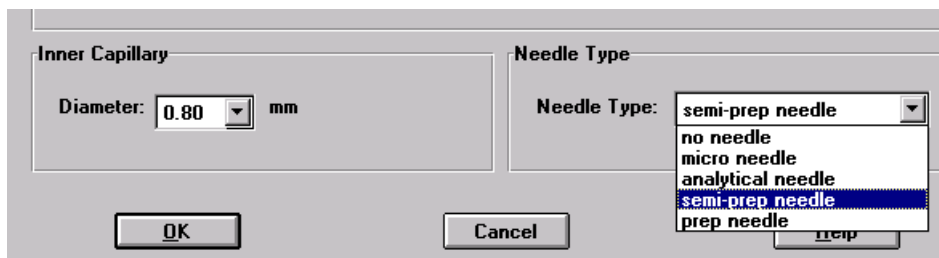 Inner Capillary
Diameter: 0.80 mm
Needle Type
Needle Type: semi-prep needle
no needle
micro needle
analytical needle
semi-prep needle
prep needle
OK
Cancel
Help